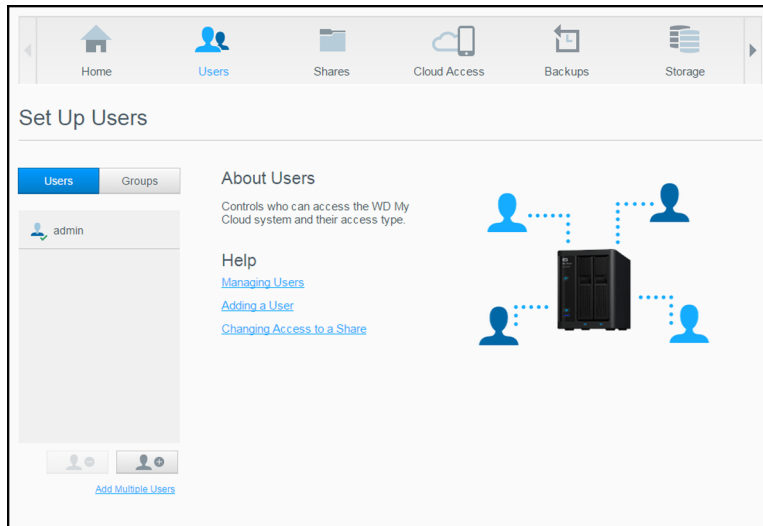 Home
Users
Shares
Cloud Access
Backups
Storage
Set Up Users
Users
Groups
admin
About Users
Controls who can access the WD My
Cloud system and their access type.
Help
Managing Users
Adding a User
Changing Access to a Share
Add Multiple Users